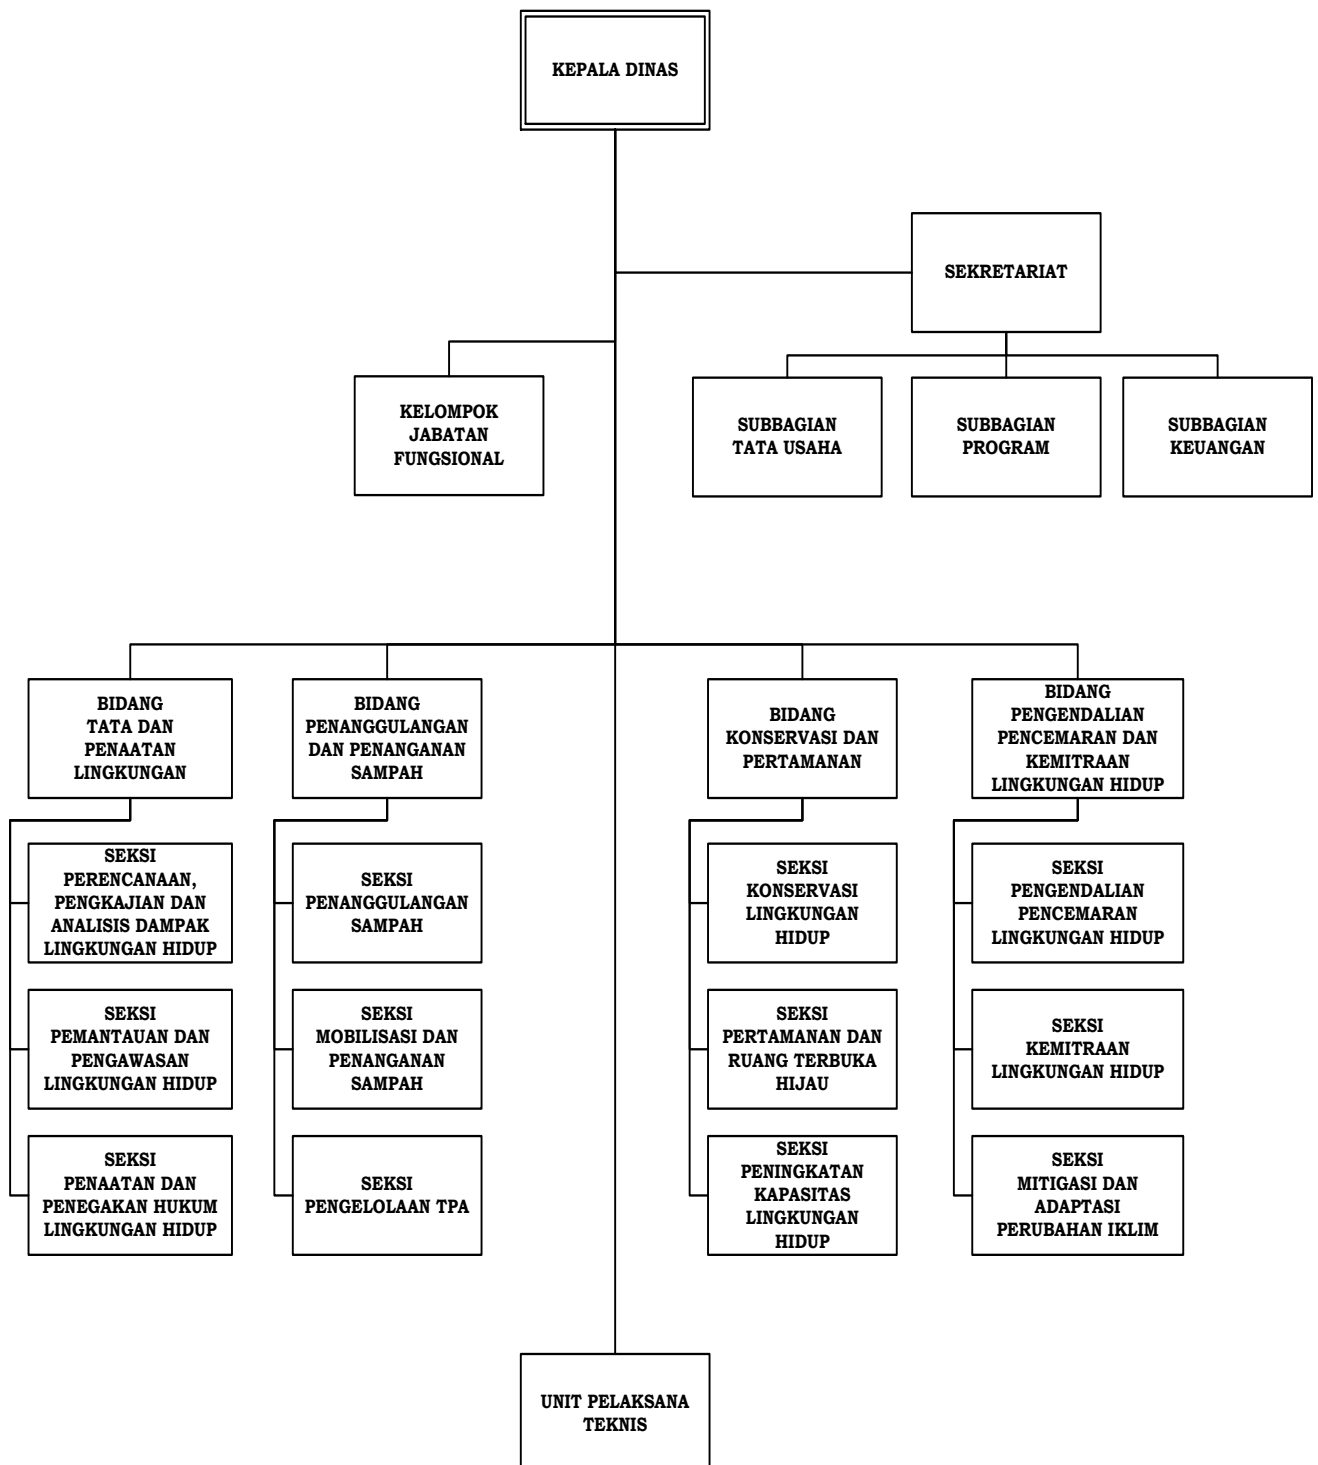 KEPALA DINAS
SEKRETARIAT
KELOMPOK
JABATAN
FUNGSIONAL
SUBBAGIAN
TATA USAHA
SUBBAGIAN
PROGRAM
SUBBAGIAN
KEUANGAN
BIDANG
TATA DAN
PENAATAN
LINGKUNGAN
BIDANG
PENANGGULANGAN
DAN PENANGANAN
SAMPAH
BIDANG
KONSERVASI DAN
PERTAMANAN
BIDANG
PENGENDALIAN
PENCEMARAN DAN
KEMITRAAN
LINGKUNGAN HIDUP
SEKSI
PERENCANAAN,
PENGKAJIAN DAN
ANALISIS DAMPAK
LINGKUNGAN HIDUP
SEKSI
PENANGGULANGAN
SAMPAH
SEKSI
KONSERVASI
LINGKUNGAN
HIDUP
SEKSI
PENGENDALIAN
PENCEMARAN
LINGKUNGAN HIDUP
SEKSI
PEMANTAUAN DAN
PENGAWASAN
LINGKUNGAN HIDUP
SEKSI
MOBILISASI DAN
PENANGANAN
SAMPAH
SEKSI
PERTAMANAN DAN
RUANG TERBUKA
HIJAU
SEKSI
KEMITRAAN
LINGKUNGAN HIDUP
SEKSI
PENAATAN DAN
PENEGAKAN HUKUM
LINGKUNGAN HIDUP
SEKSI
PENGELOLAAN TPA
SEKSI
PENINGKATAN
KAPASITAS
LINGKUNGAN
HIDUP
SEKSI
MITIGASI DAN
ADAPTASI
PERUBAHAN IKLIM
UNIT PELAKSANA
TEKNIS